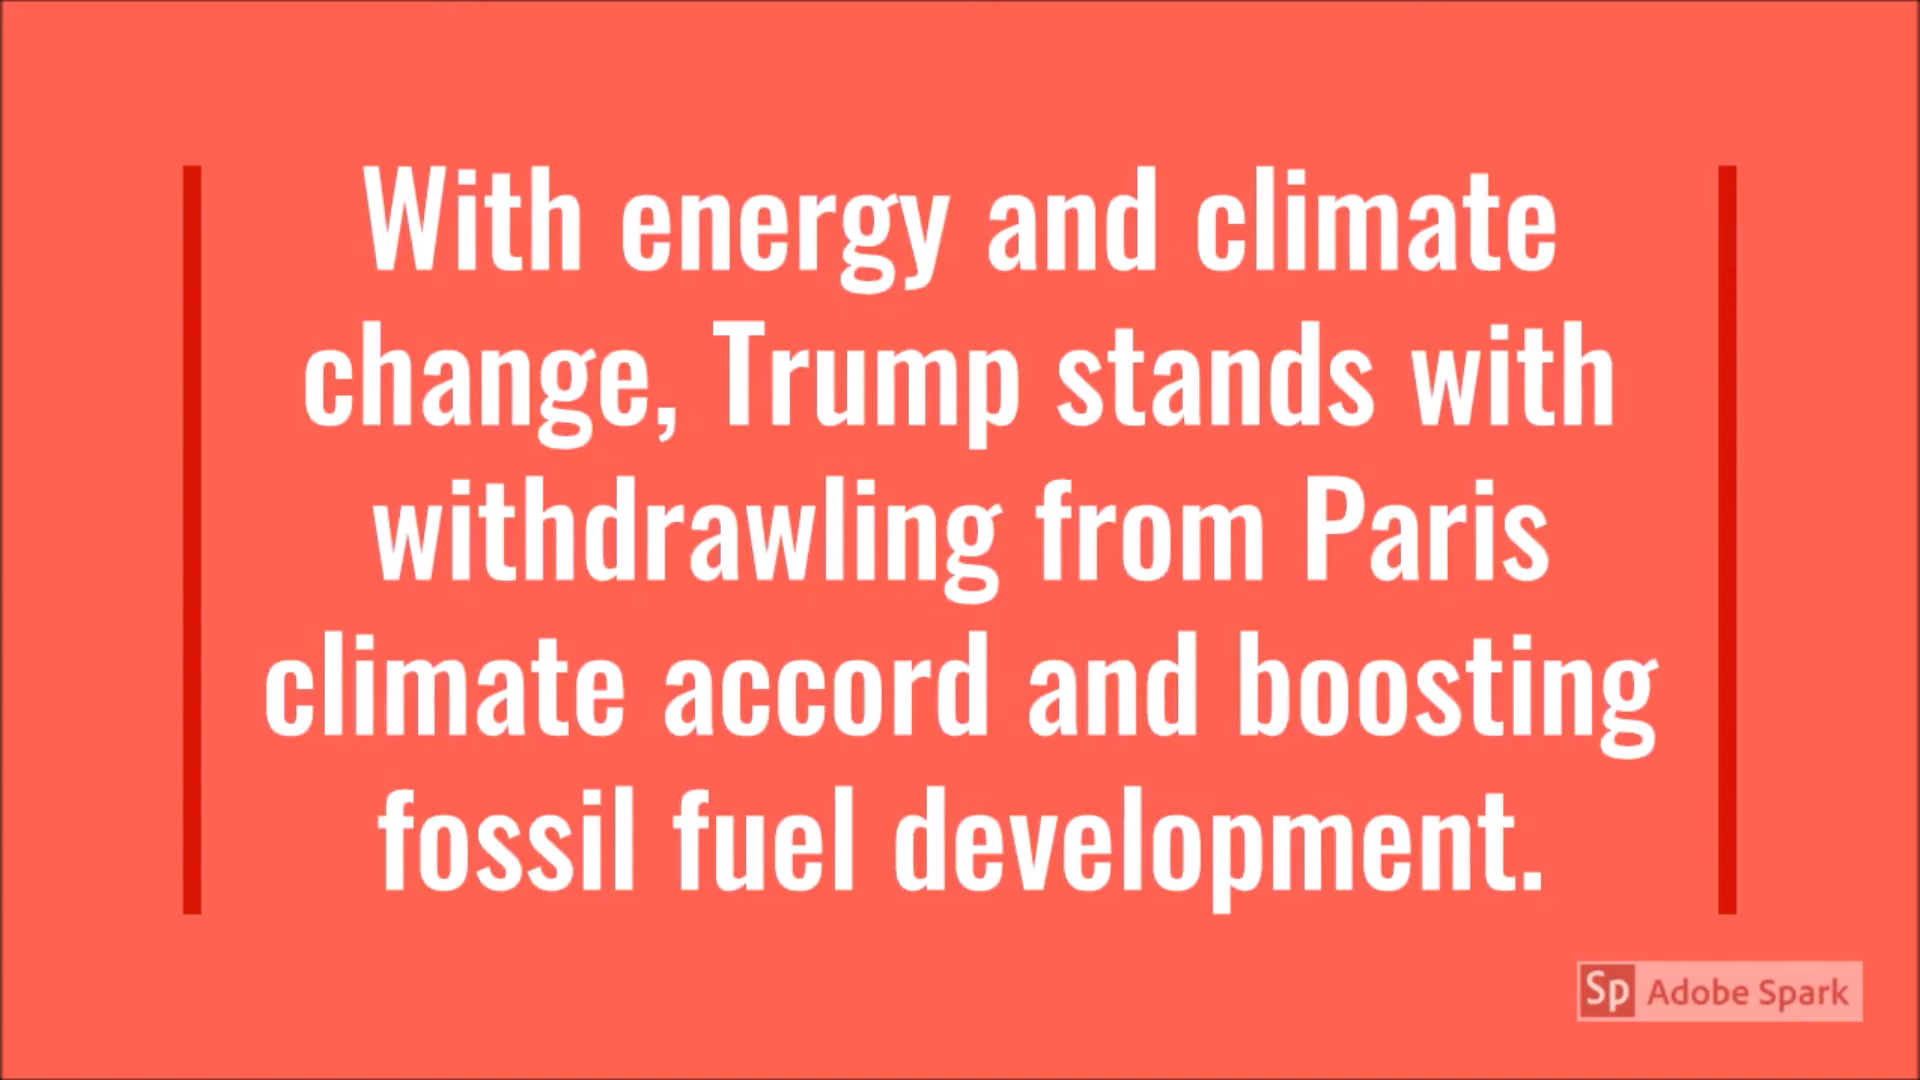 With energy and climate
change, Trump stands with
withdrawling from Paris
climate accord and boosting
fossil fuel development.
Sp Adobe Spark